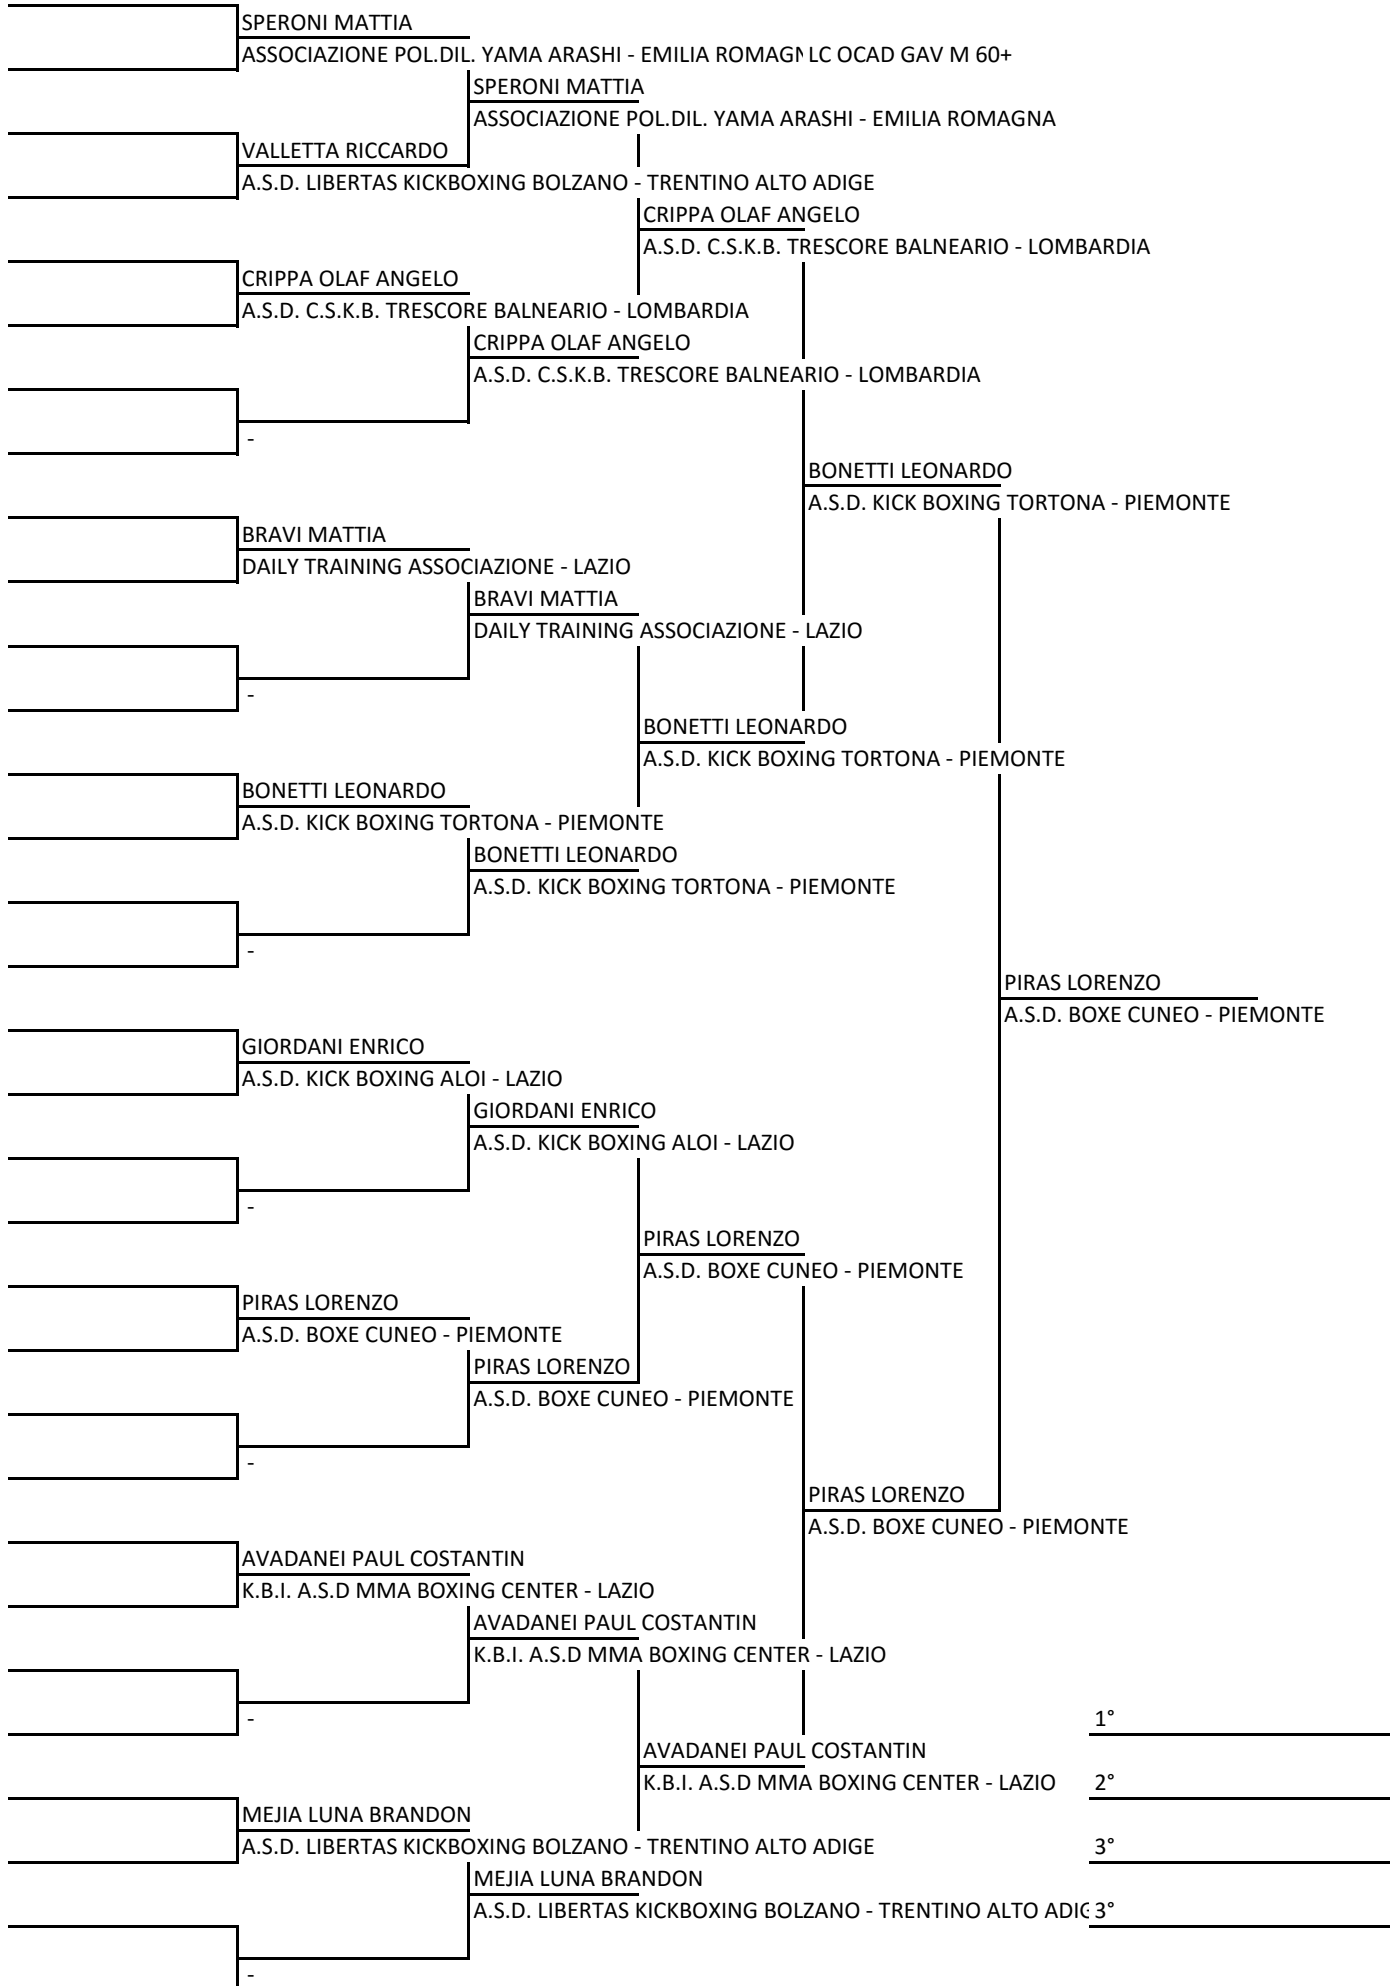 SPERONI MATTIA
ASSOCIAZIONE POL.DIL. YAMA ARASHI - EMILIA ROMAGN LC OCAD GAV M 60+
SPERONI MATTIA
ASSOCIAZIONE POL.DIL. YAMA ARASHI - EMILIA ROMAGNA
VALLETTA RICCARDO
A.S.D. LIBERTAS KICKBOXING BOLZANO - TRENTINO ALTO ADIGE
CRIPPA OLAF ANGELO
A.S.D. C.S.K.B. TRESCORE BALNEARIO - LOMBARDIA
CRIPPA OLAF ANGELO
A.S.D. C.S.K.B. TRESCORE BALNEARIO - LOMBARDIA
CRIPPA OLAF ANGELO
A.S.D. C.S.K.B. TRESCORE BALNEARIO - LOMBARDIA
-
BONETTI LEONARDO
A.S.D. KICK BOXING TORTONA - PIEMONTE
BRAVI MATTIA
DAILY TRAINING ASSOCIAZIONE - LAZIO
BRAVI MATTIA
DAILY TRAINING ASSOCIAZIONE - LAZIO
-
BONETTI LEONARDO
A.S.D. KICK BOXING TORTONA - PIEMONTE
BONETTI LEONARDO
A.S.D. KICK BOXING TORTONA - PIEMONTE
BONETTI LEONARDO
A.S.D. KICK BOXING TORTONA - PIEMONTE
-
PIRAS LORENZO
A.S.D. BOXE CUNEO - PIEMONTE
GIORDANI ENRICO
A.S.D. KICK BOXING ALOI - LAZIO
GIORDANI ENRICO
A.S.D. KICK BOXING ALOI - LAZIO
-
PIRAS LORENZO
A.S.D. BOXE CUNEO - PIEMONTE
PIRAS LORENZO
A.S.D. BOXE CUNEO - PIEMONTE
PIRAS LORENZO
A.S.D. BOXE CUNEO - PIEMONTE
-
PIRAS LORENZO
A.S.D. BOXE CUNEO - PIEMONTE
AVADANEI PAUL COSTANTIN
K.B.I. A.S.D MMA BOXING CENTER - LAZIO
AVADANEI PAUL COSTANTIN
K.B.I. A.S.D MMA BOXING CENTER - LAZIO
-
1°
AVADANEI PAUL COSTANTIN
K.B.I. A.S.D MMA BOXING CENTER - LAZIO
2°
MEJIA LUNA BRANDON
A.S.D. LIBERTAS KICKBOXING BOLZANO - TRENTINO ALTO ADIGE
3°
MEJIA LUNA BRANDON
A.S.D. LIBERTAS KICKBOXING BOLZANO - TRENTINO ALTO ADIG
3°
-